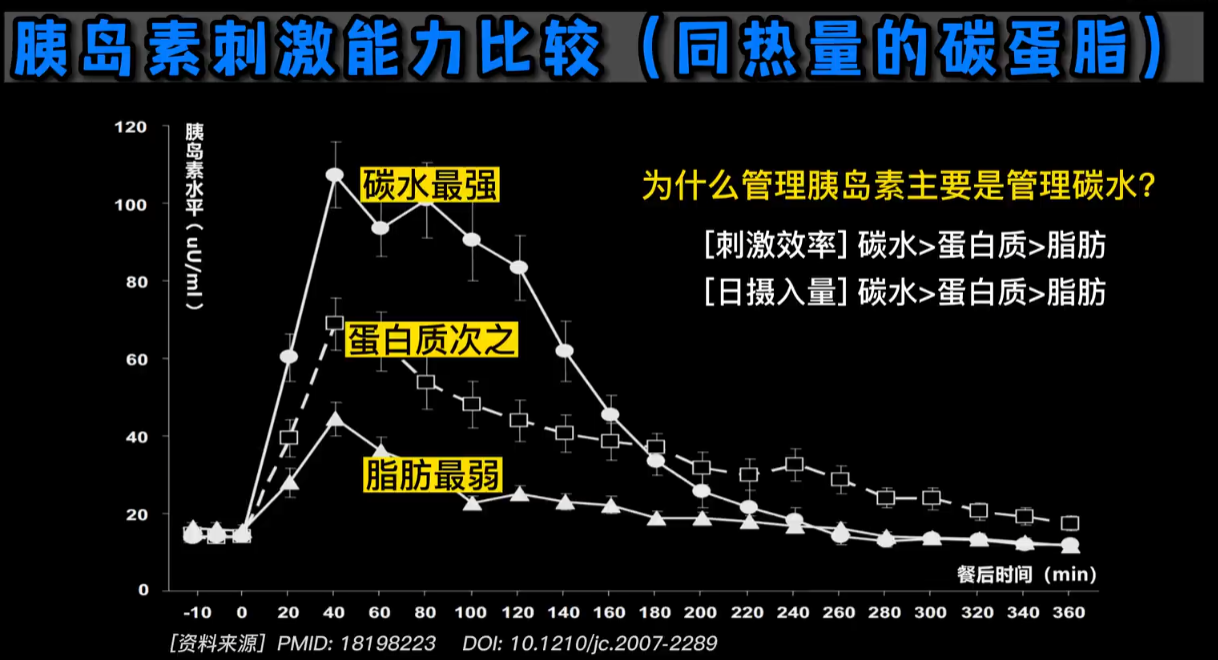 胰岛素刺激能力比较（同热量的碳蛋脂）
120
100
80
60
40
20
0
胰岛素水平（uU/ml）
碳水最强
蛋白质次之
脂肪最弱
为什么管理胰岛素主要是管理碳水?
[刺激效率] 碳水>蛋白质>脂肪
[日摄入量] 碳水>蛋白质>脂肪
餐后时间（min）
-10 0 20 40 60 80 100 120 140 160 180 200 220 240 260 280 300 320 340 360
[资料来源] PMID: 18198223 DOI: 10.1210/jc.2007-2289